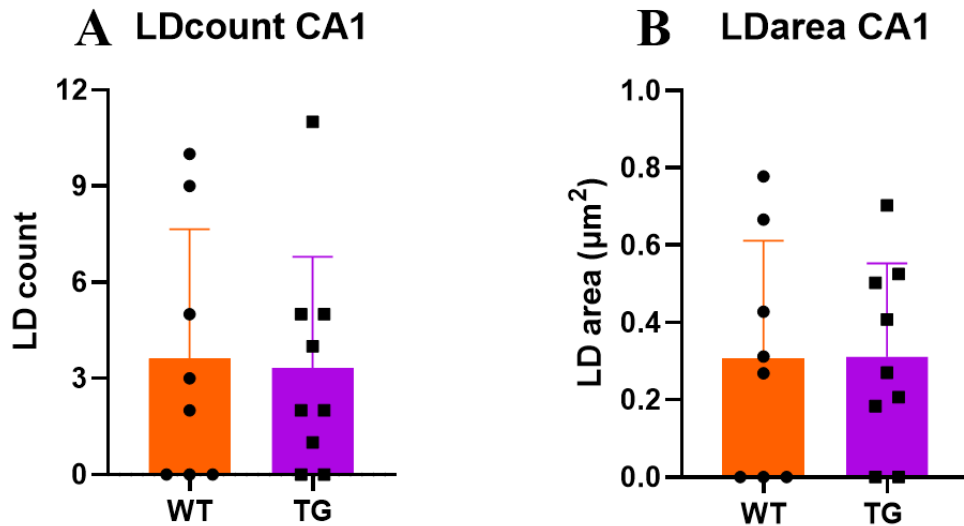 A LDcount CA1
12
9
6
3
0
LD count
WT TG
B LDarea CA1
1.0
0.8
0.6
0.4
0.2
0.0
LD area (μm²)
WT TG